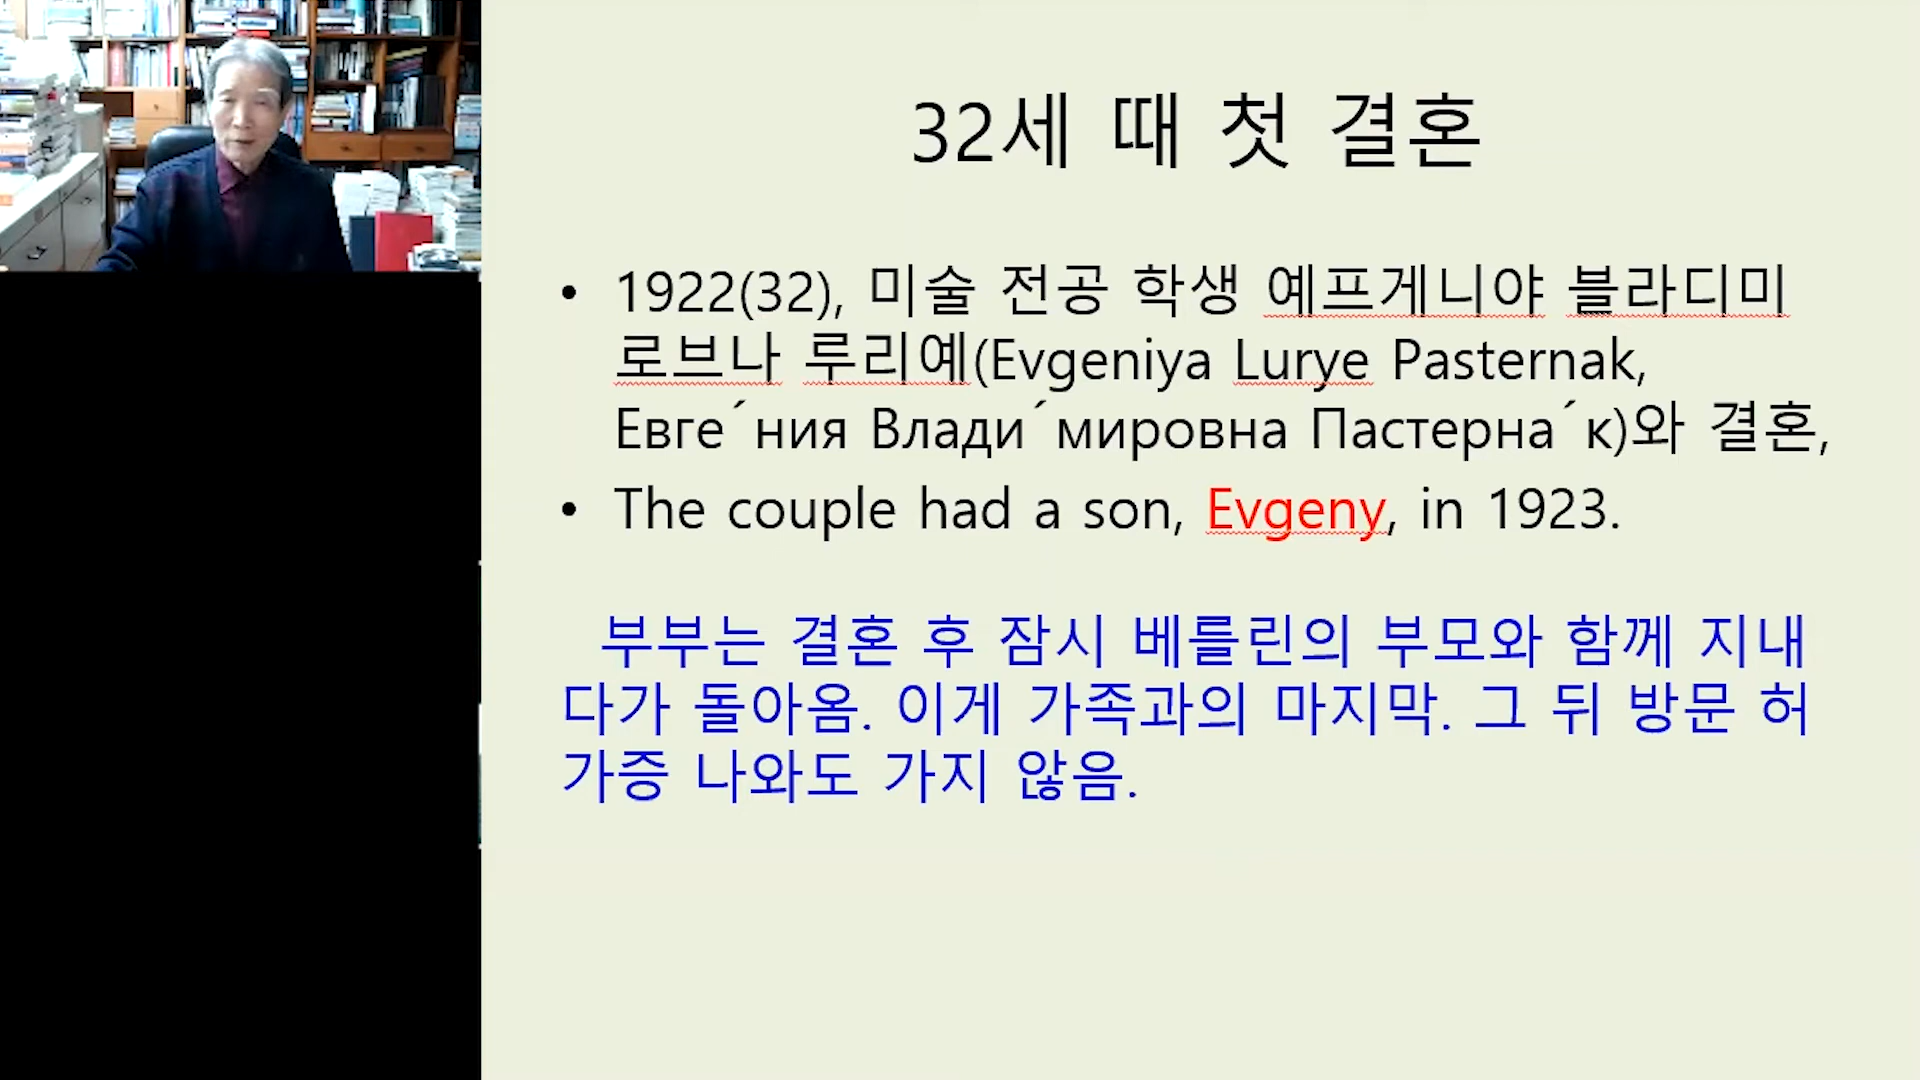 32세 때 첫 결혼
• 1922(32), 미술 전공 학생 예프게니야 블라디미
로브나 루리예(Evgeniya Lurye Pasternak,
Евге´ния Влади´мировна Пастерна´к)와 결혼,
• The couple had a son, Evgeny, in 1923.
부부는 결혼 후 잠시 베를린의 부모와 함께 지내
다가 돌아옴. 이게 가족과의 마지막. 그 뒤 방문 허
가증 나와도 가지 않음.